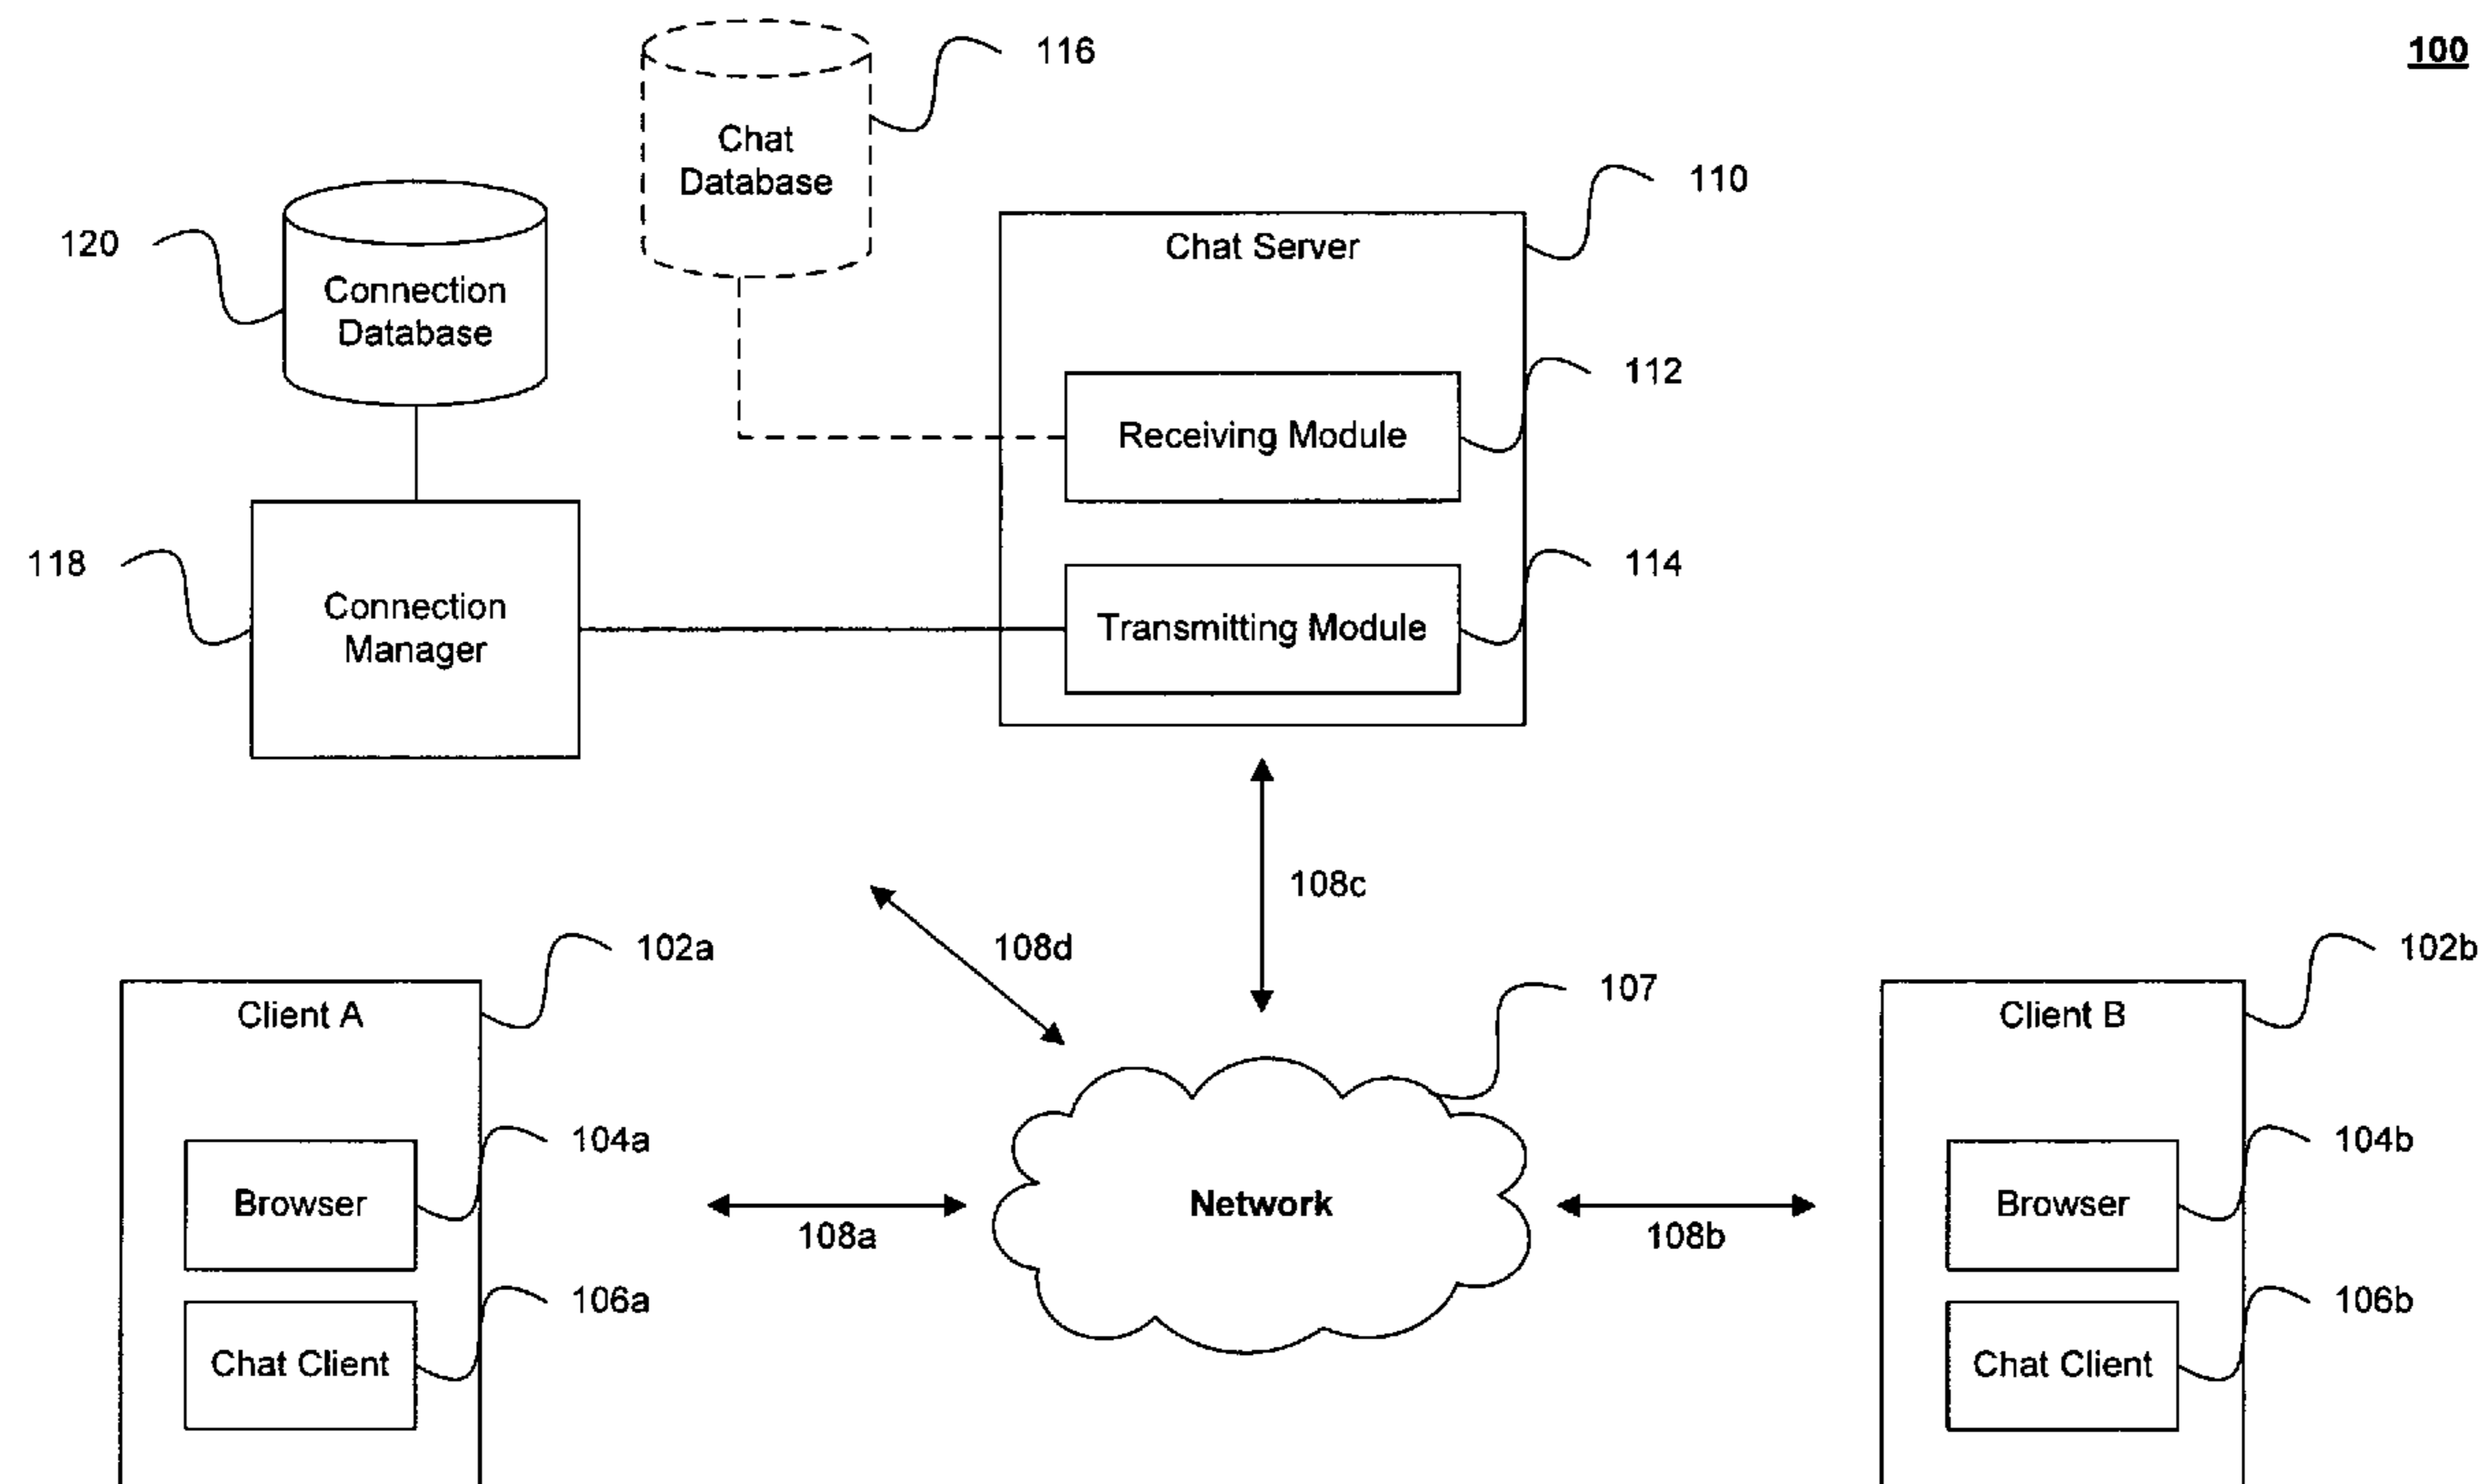 116
100
Chat
Database
110
Chat Server
120
Connection
Database
112
Receiving Module
118
114
Connection
Manager
Transmitting Module
108c
108d
102a
102b
107
Client A
Client B
104a
104b
Browser
Network
Browser
108a
108b
106a
106b
Chat Client
Chat Client